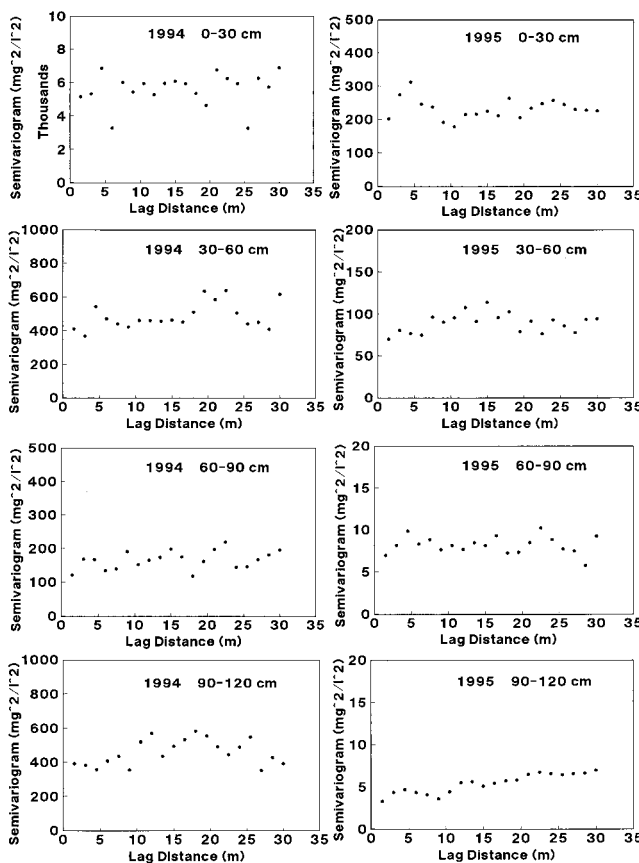 1994 0-30 cm
Semivariogram (mg^2/l^2)
Thousands
10
8
6
4
2
0
0 5 10 15 20 25 30 35
Lag Distance (m)
1995 0-30 cm
Semivariogram (mg^2/l^2)
500
400
300
200
100
0
0 5 10 15 20 25 30 35
Lag Distance (m)
1994 30-60 cm
Semivariogram (mg^2/l^2)
1000
800
600
400
200
0
0 5 10 15 20 25 30 35
Lag Distance (m)
1995 30-60 cm
Semivariogram (mg^2/l^2)
200
150
100
50
0
0 5 10 15 20 25 30 35
Lag Distance (m)
1994 60-90 cm
Semivariogram (mg^2/l^2)
500
400
300
200
100
0
0 5 10 15 20 25 30 35
Lag Distance (m)
1995 60-90 cm
Semivariogram (mg^2/l^2)
20
15
10
5
0
0 5 10 15 20 25 30 35
Lag Distance (m)
1994 90-120 cm
Semivariogram (mg^2/l^2)
1000
800
600
400
200
0
0 5 10 15 20 25 30 35
Lag Distance (m)
1995 90-120 cm
Semivariogram (mg^2/l^2)
20
15
10
5
0
0 5 10 15 20 25 30 35
Lag Distance (m)